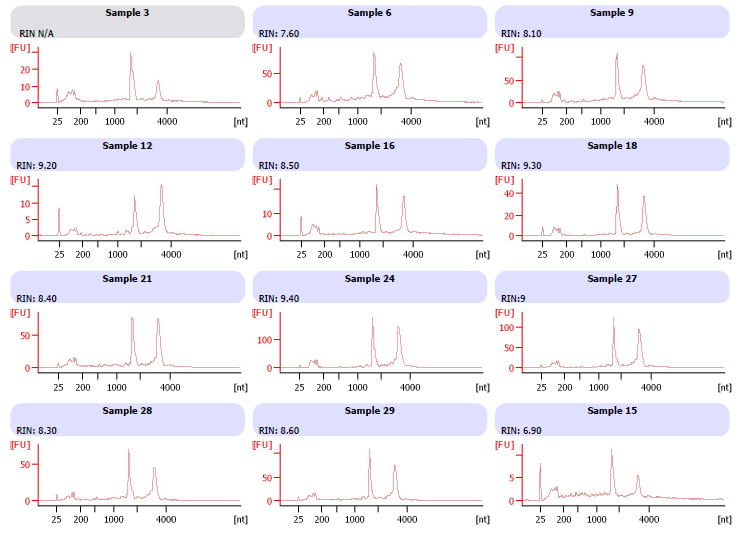 Sample 3 Sample 6 Sample 9
RIN N/A RIN: 7.60 RIN: 8.10
[FU] [FU] [FU]
20 50 50
10 0 0
0
25 200 1000 4000 [nt] 25 200 1000 4000 [nt] 25 200 1000 4000 [nt]
Sample 12 Sample 16 Sample 18
RIN: 9.20 RIN: 8.50 RIN: 9.30
[FU] [FU] [FU]
10 10 40
5 0 20
0 0
25 200 1000 4000 [nt] 25 200 1000 4000 [nt] 25 200 1000 4000 [nt]
Sample 21 Sample 24 Sample 27
RIN: 8.40 RIN: 9.40 RIN:9
[FU] [FU] [FU]
50 100 100
0 0 50
0
25 200 1000 4000 [nt] 25 200 1000 4000 [nt] 25 200 1000 4000 [nt]
Sample 28 Sample 29 Sample 15
RIN: 8.30 RIN: 8.60 RIN: 6.90
[FU] [FU] [FU]
50 50 5
0 0 0
25 200 1000 4000 [nt] 25 200 1000 4000 [nt] 25 200 1000 4000 [nt]